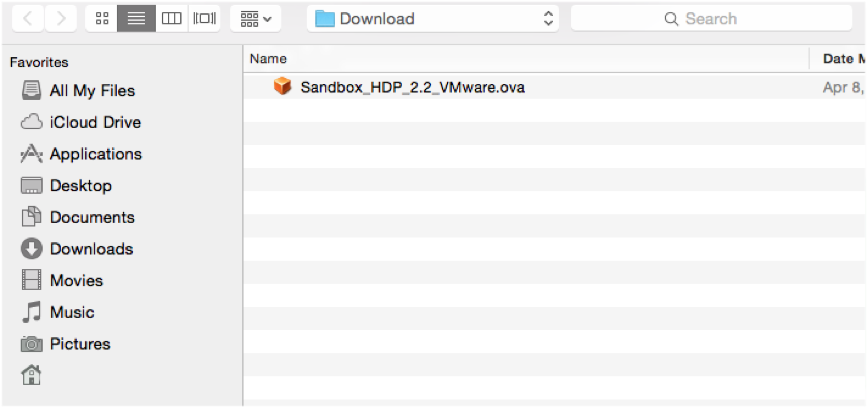 Download
Search
Favorites
All My Files
iCloud Drive
Applications
Desktop
Documents
Downloads
Movies
Music
Pictures
Name
Date M
Sandbox_HDP_2.2_VMware.ova
Apr 8,